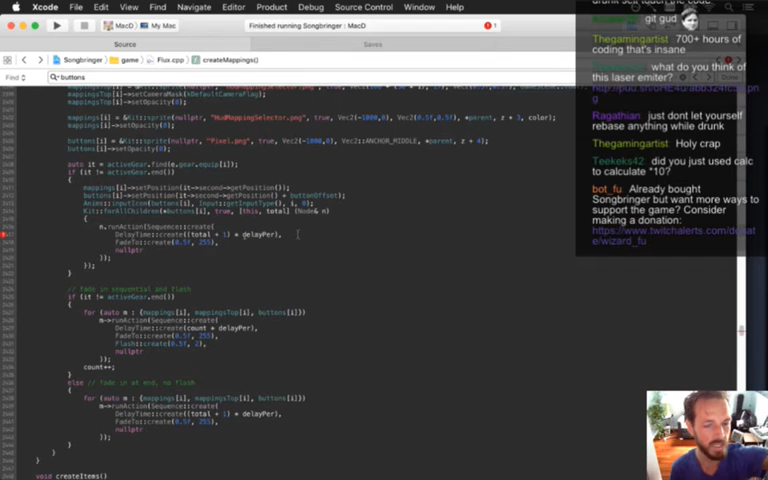 Xcode File Edit View Find Navigate Editor Product Debug Source Control Window Help
MacD My Mac
Finished running Songbringer : MacD
1
Source
Saves
Songbringer game Flux.cpp createMappings()
Find buttons
mappingsTop[i]->setCameraMask(kDefaultCameraFlag);
mappingsTop[i]->setOpacity(0);
mappings[i] = &Kit::sprite(nullptr, "HudMappingSelector.png", true, Vec2(-1000,0), Vec2(0.5f,0.5f), *parent, z + 3, color);
mappings[i]->setOpacity(0);
buttons[i] = &Kit::sprite(nullptr, "Pixel.png", true, Vec2(-1000,0), Vec2::ANCHOR_MIDDLE, *parent, z + 4);
buttons[i]->setOpacity(0);
auto it = activeGear.find(e.gear.equip[i]);
if (it != activeGear.end())
{
mappings[i]->setPosition(it->second->getPosition());
buttons[i]->setPosition(it->second->getPosition() + buttonOffset);
Anims::inputIcon(buttons[i], Input::getInputType(), i, 0);
Kit::forAllChildren(*buttons[i], true, [this, total] (Node& n)
{
n.runAction(Sequence::create(
DelayTime::create((total + 1) * delayPer),
FadeTo::create(0.5f, 255),
nullptr
));
});
}
// fade in sequential and flash
if (it != activeGear.end())
{
for (auto n : {mappings[i], mappingsTop[i], buttons[i]})
n->runAction(Sequence::create(
DelayTime::create(count * delayPer),
FadeTo::create(0.5f, 255),
Flash::create(0.5f, 2),
nullptr
));
count++;
}
else // fade in at end, no flash
{
for (auto n : {mappings[i], mappingsTop[i], buttons[i]})
n->runAction(Sequence::create(
DelayTime::create((total + 1) * delayPer),
FadeTo::create(0.5f, 255),
nullptr
));
}
}
}
void createItems()
git gud
Thegamingartist 700+ hours of
coding that's insane
what do you think of
this laser emiter?
Ragathian just dont let yourself
rebase anything while drunk
Thegamingartist Holy crap
Teekeks42 did you just used calc
to calculate *10?
bot_fu Already bought
Songbringer but want more ways to
support the game? Consider
making a donation:
https://www.twitchalerts.com/donat
e/wizard_fu